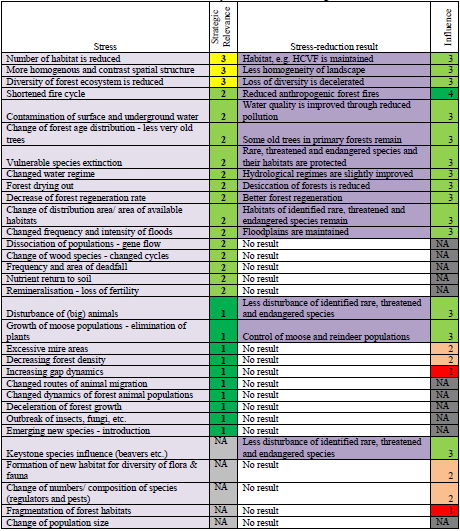 Stress Strategic Relevance Stress-reduction result Influence
Number of habitat is reduced 3 Habitat, e.g. HCVF is maintained 3
More homogenous and contrast spatial structure 3 Less homogeneity of landscape 3
Diversity of forest ecosystem is reduced 3 Loss of diversity is decelerated 3
Shortened fire cycle 2 Reduced anthropogenic forest fires 4
Water quality is improved through reduced
Contamination of surface and underground water 2 pollution 3
Change of forest age distribution - less very old
trees 2 Some old trees in primary forests remain 3
Rare, threatened and endangered species and
Vulnerable species extinction 2 their habitats are protected 3
Changed water regime 2 Hydrological regimes are slightly improved 3
Forest drying out 2 Desiccation of forests is reduced 3
Decrease of forest regeneration rate 2 Better forest regeneration 3
Change of distribution area/ area of available Habitats of identified rare, threatened and
habitats 2 endangered species remain 3
Changed frequency and intensity of floods 2 Floodplains are maintained 3
Dissociation of populations - gene flow 2 No result NA
Change of wood species - changed cycles 2 No result NA
Frequency and area of deadfall 2 No result NA
Nutrient return to soil 2 No result NA
Remineralisation - loss of fertility 2 No result NA
Less disturbance of identified rare, threatened
Disturbance of (big) animals 1 and endangered species 3
Growth of moose populations - elimination of
plants 1 Control of moose and reindeer populations 3
Excessive mire areas 1 No result 2
Decreasing forest density 1 No result 2
Increasing gap dynamics 1 No result 1
Changed routes of animal migration 1 No result NA
Changed dynamics of forest animal populations 1 No result NA
Deceleration of forest growth 1 No result NA
Outbreak of insects, fungi, etc. 1 No result NA
Emerging new species - introduction 1 No result NA
NA Less disturbance of identified rare, threatened
Keystone species influence (beavers etc.) and endangered species 3
Formation of new habitat for diversity of flora & NA No result
fauna 2
Change of numbers/ composition of species NA No result
(regulators and pests) 2
Fragmentation of forest habitats NA No result 1
Change of population size NA No result NA